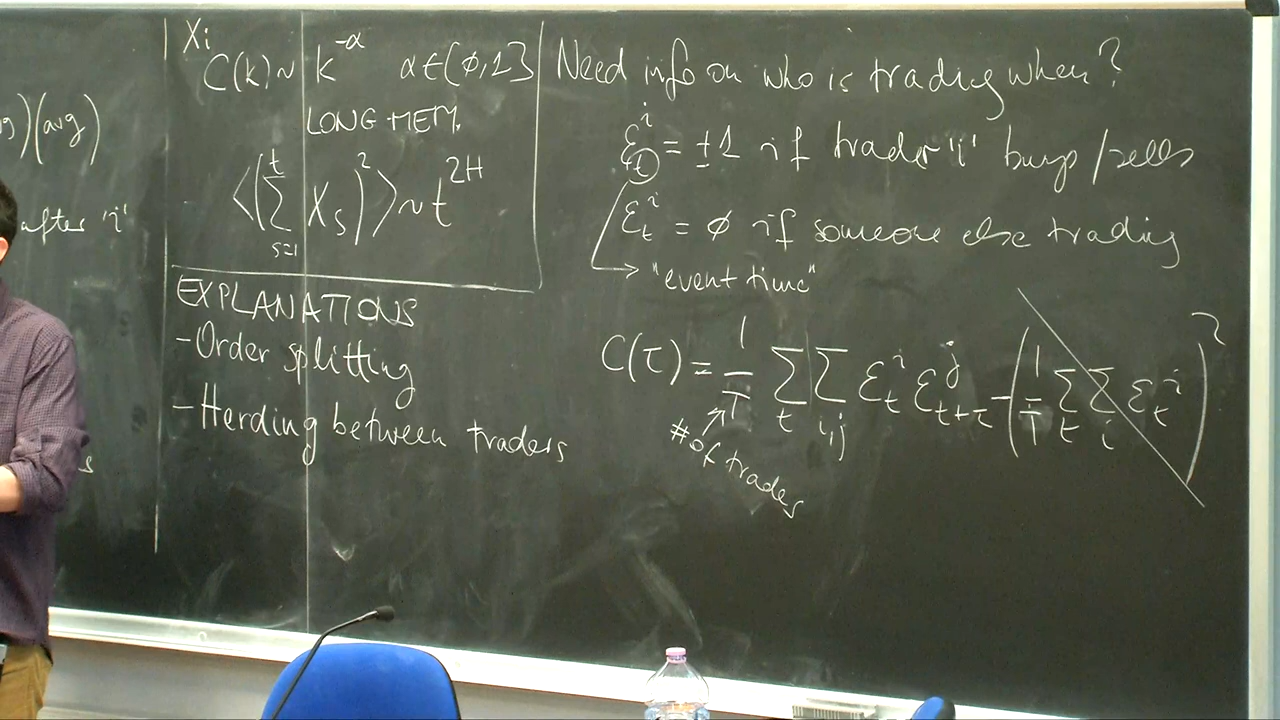 )(avg)
after 'i'
Xi
C(k) ~ k^-α α∈(0,1]
LONG-MEM.
<(∑_{s=1}^{t} X_s)^2> ~ t^{2H}
EXPLANATIONS
- Order splitting
- Herding between traders
Need info on who is trading when?
ε_t^i = ±1 if trader 'i' buys/sells
ε_t^i = 0 if someone else trading
"event time"
C(τ) = 1/T ∑_t ∑_{i,j} ε_t^i ε_{t+τ}^j - (1/T ∑_t ∑_i ε_t^i)^2
# of trades